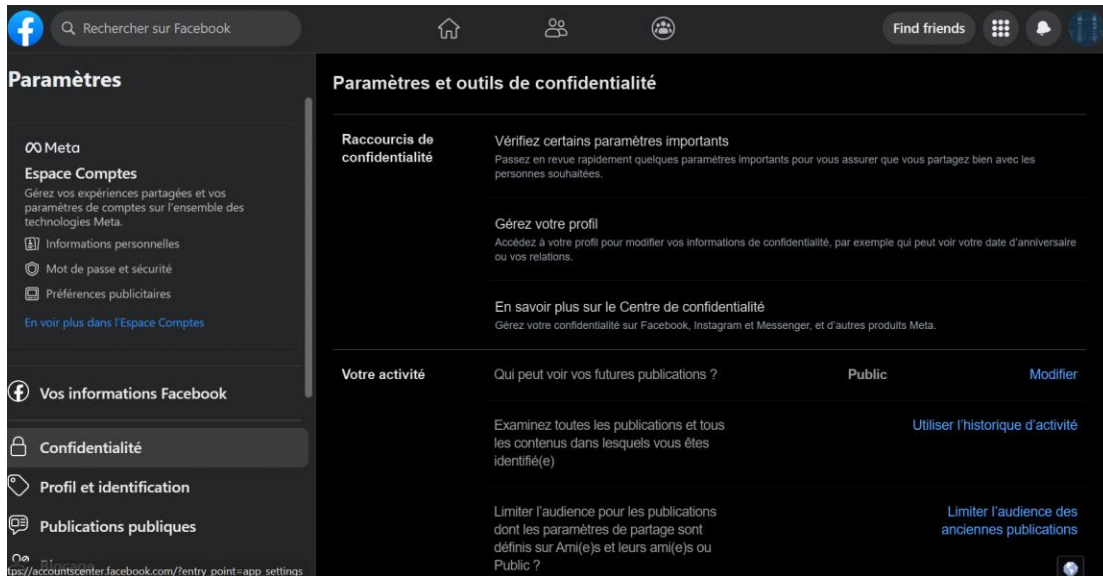 Rechercher sur Facebook
Find friends
Paramètres
Meta
Espace Comptes
Gérez vos expériences partagées et vos
paramètres de comptes sur l'ensemble des
technologies Meta.
Informations personnelles
Mot de passe et sécurité
Préférences publicitaires
En voir plus dans l'Espace Comptes
Vos informations Facebook
Confidentialité
Profil et identification
Publications publiques
Blocage
tps://accountscenter.facebook.com/?entry_point=app_settings
Paramètres et outils de confidentialité
Raccourcis de
confidentialité
Vérifiez certains paramètres importants
Passez en revue rapidement quelques paramètres importants pour vous assurer que vous partagez bien avec les
personnes souhaitées.
Gérez votre profil
Accédez à votre profil pour modifier vos informations de confidentialité, par exemple qui peut voir votre date d'anniversaire
ou vos relations.
En savoir plus sur le Centre de confidentialité
Gérez votre confidentialité sur Facebook, Instagram et Messenger, et d'autres produits Meta.
Votre activité
Qui peut voir vos futures publications ?
Public
Modifier
Examinez toutes les publications et tous
les contenus dans lesquels vous êtes
identifié(e)
Utiliser l'historique d'activité
Limiter l'audience pour les publications
dont les paramètres de partage sont
définis sur Ami(e)s et leurs ami(e)s ou
Public ?
Limiter l'audience des
anciennes publications